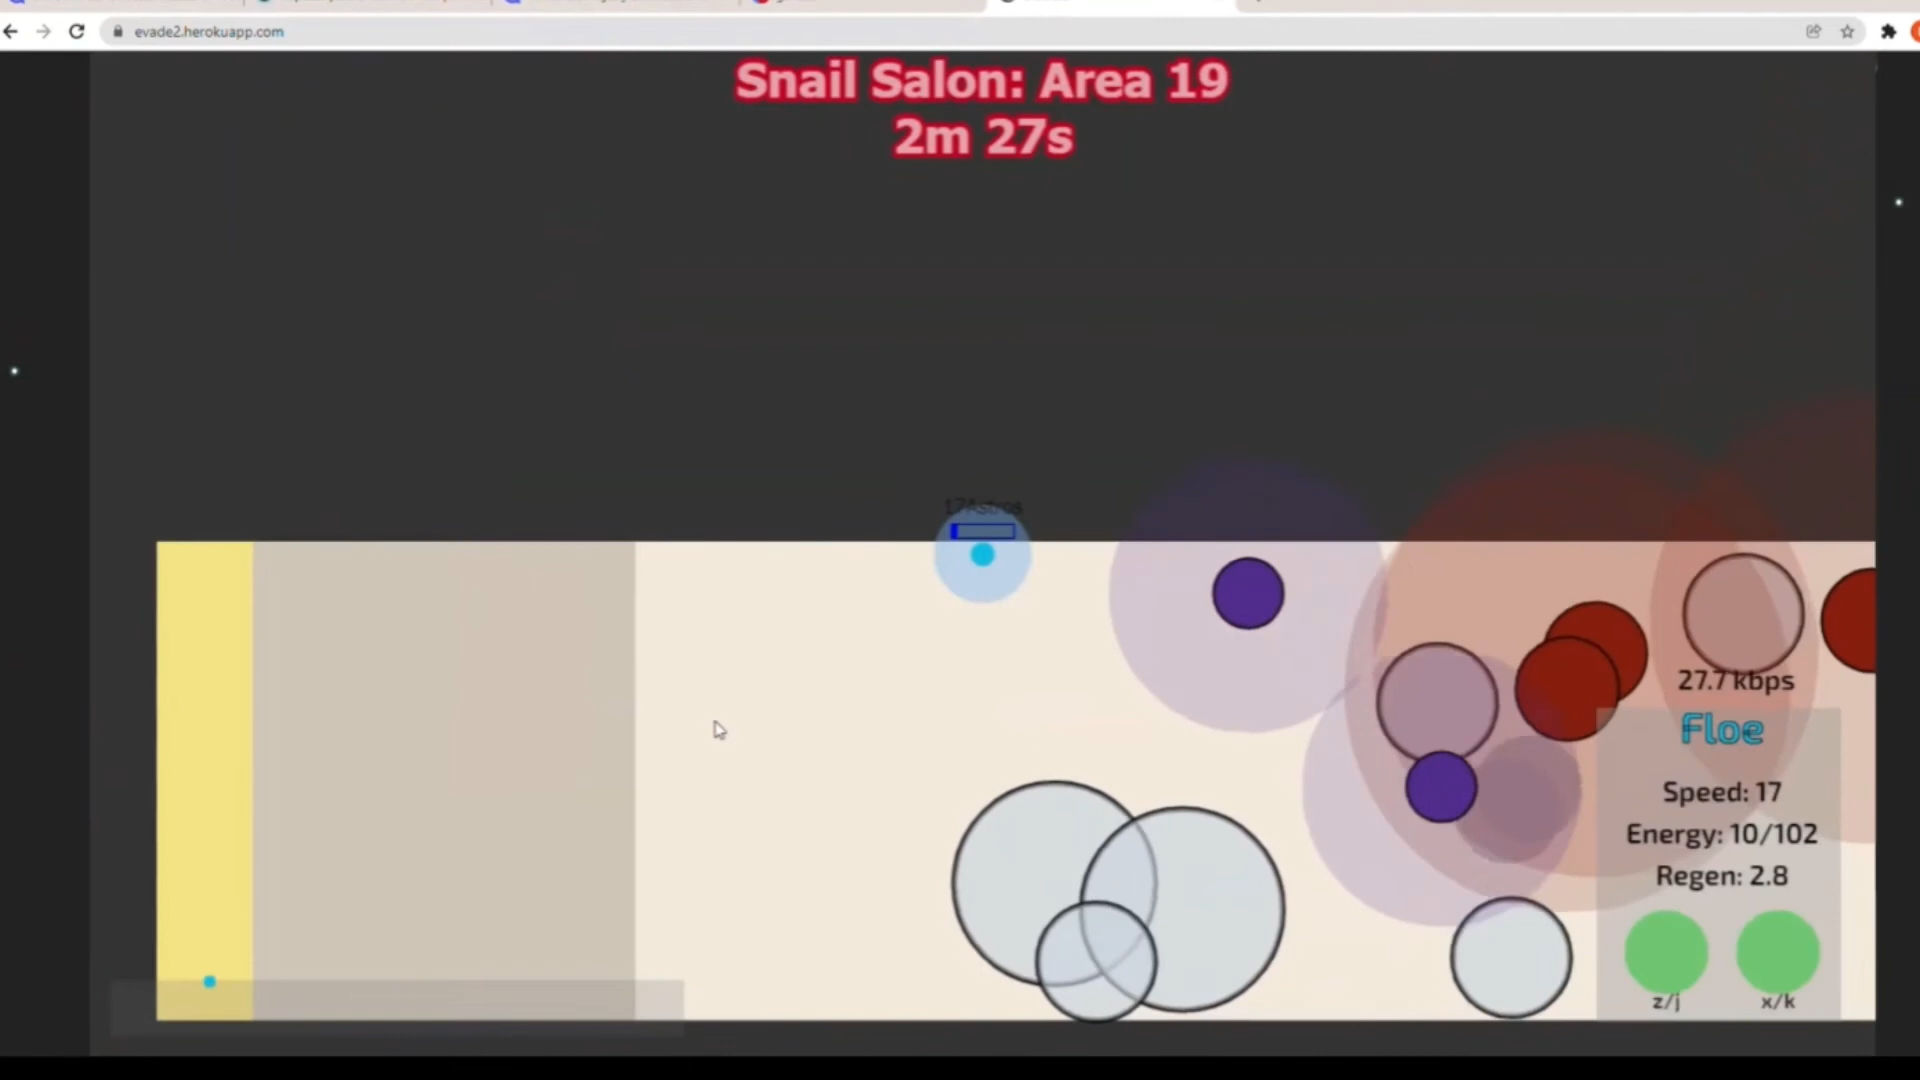 evade2.herokuapp.com
Snail Salon: Area 19
2m 27s
17Astros
27.7 kbps
Floe
Speed: 17
Energy: 10/102
Regen: 2.8
z/j
x/k